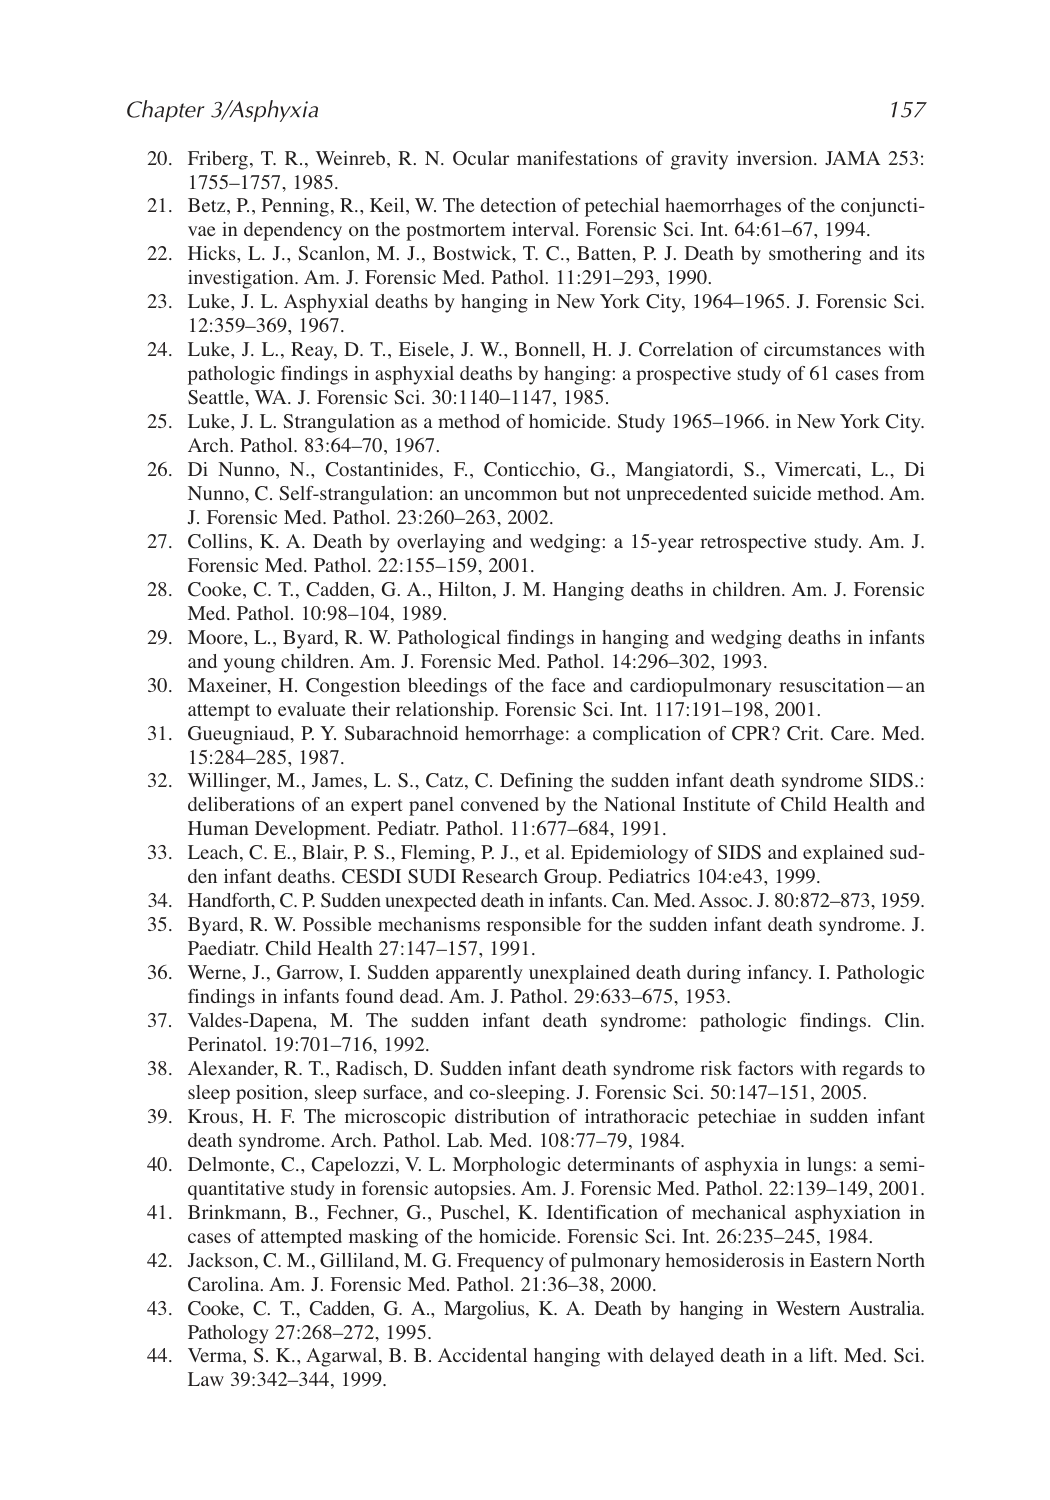 Chapter 3/Asphyxia 157
20. Friberg, T. R., Weinreb, R. N. Ocular manifestations of gravity inversion. JAMA 253:
1755–1757, 1985.
21. Betz, P., Penning, R., Keil, W. The detection of petechial haemorrhages of the conjuncti-
vae in dependency on the postmortem interval. Forensic Sci. Int. 64:61–67, 1994.
22. Hicks, L. J., Scanlon, M. J., Bostwick, T. C., Batten, P. J. Death by smothering and its
investigation. Am. J. Forensic Med. Pathol. 11:291–293, 1990.
23. Luke, J. L. Asphyxial deaths by hanging in New York City, 1964–1965. J. Forensic Sci.
12:359–369, 1967.
24. Luke, J. L., Reay, D. T., Eisele, J. W., Bonnell, H. J. Correlation of circumstances with
pathologic findings in asphyxial deaths by hanging: a prospective study of 61 cases from
Seattle, WA. J. Forensic Sci. 30:1140–1147, 1985.
25. Luke, J. L. Strangulation as a method of homicide. Study 1965–1966. in New York City.
Arch. Pathol. 83:64–70, 1967.
26. Di Nunno, N., Costantinides, F., Conticchio, G., Mangiatordi, S., Vimercati, L., Di
Nunno, C. Self-strangulation: an uncommon but not unprecedented suicide method. Am.
J. Forensic Med. Pathol. 23:260–263, 2002.
27. Collins, K. A. Death by overlaying and wedging: a 15-year retrospective study. Am. J.
Forensic Med. Pathol. 22:155–159, 2001.
28. Cooke, C. T., Cadden, G. A., Hilton, J. M. Hanging deaths in children. Am. J. Forensic
Med. Pathol. 10:98–104, 1989.
29. Moore, L., Byard, R. W. Pathological findings in hanging and wedging deaths in infants
and young children. Am. J. Forensic Med. Pathol. 14:296–302, 1993.
30. Maxeiner, H. Congestion bleedings of the face and cardiopulmonary resuscitation—an
attempt to evaluate their relationship. Forensic Sci. Int. 117:191–198, 2001.
31. Gueugniaud, P. Y. Subarachnoid hemorrhage: a complication of CPR? Crit. Care. Med.
15:284–285, 1987.
32. Willinger, M., James, L. S., Catz, C. Defining the sudden infant death syndrome SIDS.:
deliberations of an expert panel convened by the National Institute of Child Health and
Human Development. Pediatr. Pathol. 11:677–684, 1991.
33. Leach, C. E., Blair, P. S., Fleming, P. J., et al. Epidemiology of SIDS and explained sud-
den infant deaths. CESDI SUDI Research Group. Pediatrics 104:e43, 1999.
34. Handforth, C. P. Sudden unexpected death in infants. Can. Med. Assoc. J. 80:872–873, 1959.
35. Byard, R. W. Possible mechanisms responsible for the sudden infant death syndrome. J.
Paediatr. Child Health 27:147–157, 1991.
36. Werne, J., Garrow, I. Sudden apparently unexplained death during infancy. I. Pathologic
findings in infants found dead. Am. J. Pathol. 29:633–675, 1953.
37. Valdes-Dapena, M. The sudden infant death syndrome: pathologic findings. Clin.
Perinatol. 19:701–716, 1992.
38. Alexander, R. T., Radisch, D. Sudden infant death syndrome risk factors with regards to
sleep position, sleep surface, and co-sleeping. J. Forensic Sci. 50:147–151, 2005.
39. Krous, H. F. The microscopic distribution of intrathoracic petechiae in sudden infant
death syndrome. Arch. Pathol. Lab. Med. 108:77–79, 1984.
40. Delmonte, C., Capelozzi, V. L. Morphologic determinants of asphyxia in lungs: a semi-
quantitative study in forensic autopsies. Am. J. Forensic Med. Pathol. 22:139–149, 2001.
41. Brinkmann, B., Fechner, G., Puschel, K. Identification of mechanical asphyxiation in
cases of attempted masking of the homicide. Forensic Sci. Int. 26:235–245, 1984.
42. Jackson, C. M., Gilliland, M. G. Frequency of pulmonary hemosiderosis in Eastern North
Carolina. Am. J. Forensic Med. Pathol. 21:36–38, 2000.
43. Cooke, C. T., Cadden, G. A., Margolius, K. A. Death by hanging in Western Australia.
Pathology 27:268–272, 1995.
44. Verma, S. K., Agarwal, B. B. Accidental hanging with delayed death in a lift. Med. Sci.
Law 39:342–344, 1999.